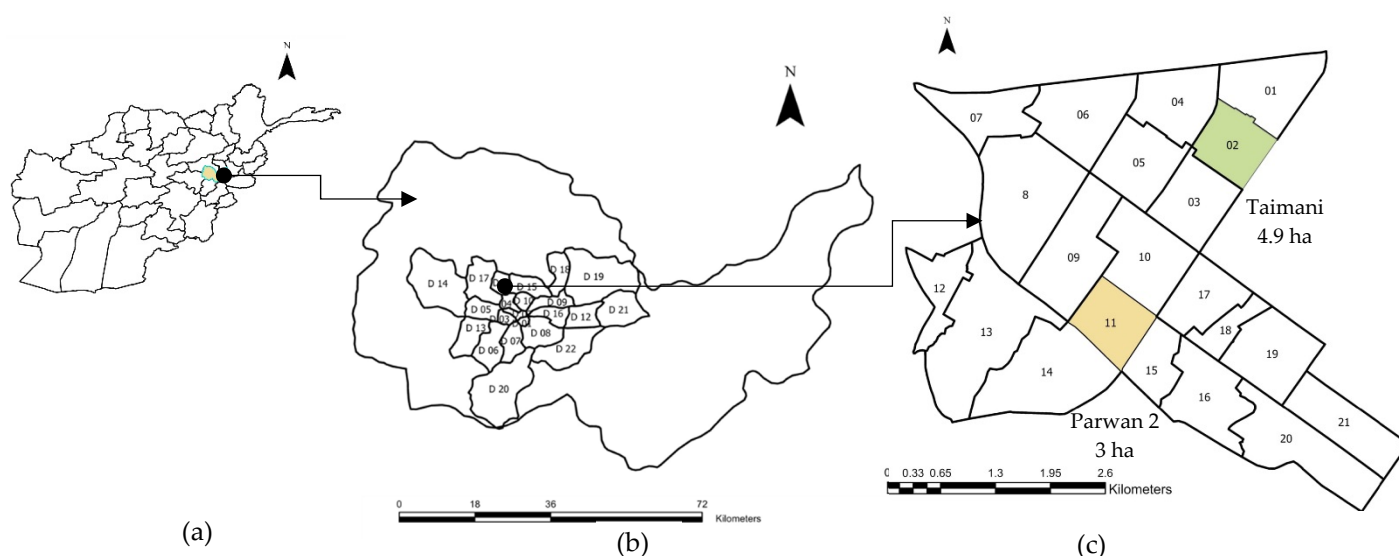 N
(a)
N
D 14
D 17
D 15
D 18
D 19
D 05
04
D 10
D 09
D 21
D 03
D 16
D 12
D 13
D 08
D 06
D 07
D 22
D 20
0 18 36 72
Kilometers
(b)
N
01
07
06
04
02
05
8
03
Taimani
4.9 ha
09
10
12
17
11
13
18
19
14
15
16
21
20
Parwan 2
3 ha
0 0.33 0.65 1.3 1.95 2.6
Kilometers
(c)